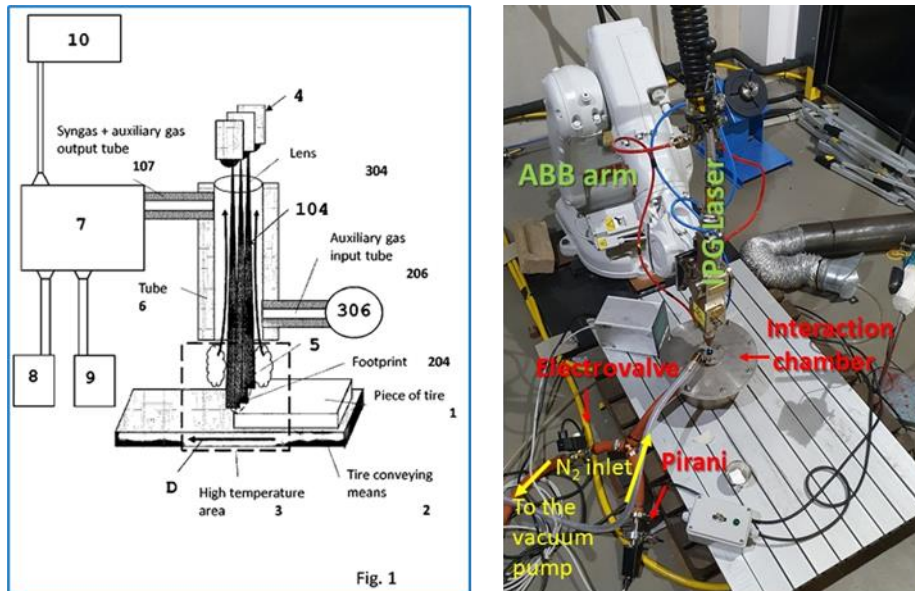 10
4
Syngas + auxiliary gas
output tube
107
Lens
304
104
7
Auxiliary gas
input tube
206
Tube
6
306
5
8
9
Footprint
204
Piece of tire
1
D
High temperature
area
3
Tire conveying
means
2
Fig. 1
ABB arm
IPG Laser
Interaction
chamber
Electrovalve
N2 inlet
Pirani
To the
vacuum
pump